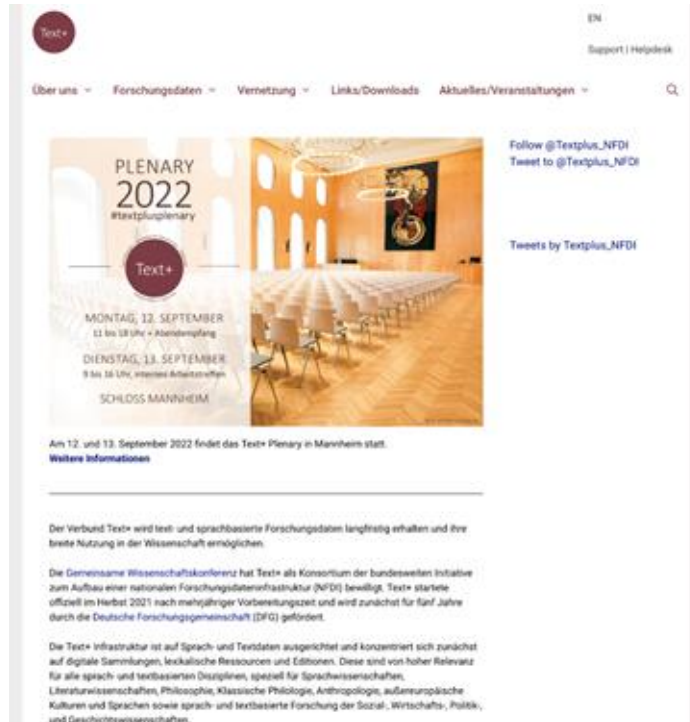 Text+
EN
Support | Helpdesk
Über uns
Forschungsdaten
Vernetzung
Links/Downloads
Aktuelles/Veranstaltungen
PLENARY
2022
#textplusplenary
Text+
MONTAG, 12. SEPTEMBER
11 bis 18 Uhr + Abendempfang
DIENSTAG, 13. SEPTEMBER
9 bis 16 Uhr, internes Arbeitstreffen
SCHLOSS MANNHEIM
Follow @Textplus_NFDI
Tweet to @Textplus_NFDI
Tweets by Textplus_NFDI
Am 12. und 13. September 2022 findet das Text+ Plenary in Mannheim statt.
Weitere Informationen
Der Verbund Text+ wird text- und sprachbasierte Forschungsdaten langfristig erhalten und ihre
breite Nutzung in der Wissenschaft ermöglichen.
Die Gemeinsame Wissenschaftskonferenz hat Text+ als Konsortium der bundesweiten Initiative
zum Aufbau einer nationalen Forschungsdateninfrastruktur (NFDI) bewilligt. Text+ startete
offiziell im Herbst 2021 nach mehrjähriger Vorbereitungszeit und wird zunächst für fünf Jahre
durch die Deutsche Forschungsgemeinschaft (DFG) gefördert.
Die Text+ Infrastruktur ist auf Sprach- und Textdaten ausgerichtet und konzentriert sich zunächst
auf digitale Sammlungen, lexikalische Ressourcen und Editionen. Diese sind von hoher Relevanz
für alle sprach- und textbasierten Disziplinen, speziell für Sprachwissenschaften,
Literaturwissenschaften, Philosophie, Klassische Philologie, Anthropologie, außereuropäische
Kulturen und Sprachen sowie sprach- und textbasierte Forschung der Sozial-, Wirtschafts-, Politik-,
und Geschichtswissenschaften.